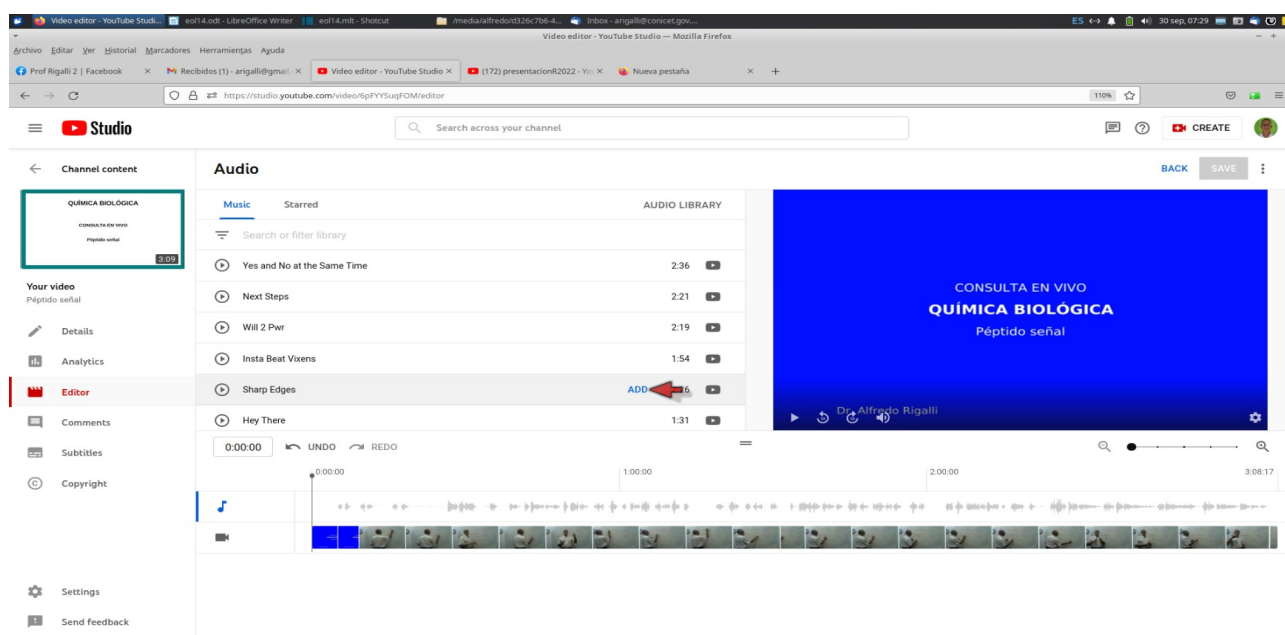 Video editor - YouTube Studi... eol14.odt - LibreOffice Writer eol14.mlt - Shotcut /media/alfredo/d326c7b6-4... Inbox - arigalli@conicet.gov.... ES 30 sep, 07:29
Video editor - YouTube Studio — Mozilla Firefox
Archivo Editar Ver Historial Marcadores Herramientas Ayuda
Prof Rigalli 2 | Facebook × Recibidos (1) - arigalli@gmail. × Video editor - YouTube Studio × (172) presentacionR2022 - You × Nueva pestaña × +
https://studio.youtube.com/video/6pFYYSuqFOM/editor 110%
Studio Search across your channel CREATE
Channel content Audio BACK SAVE
QUÍMICA BIOLÓGICA
CONSULTA EN VIVO
Péptido señal
3:09
Your video
Péptido señal
Details
Analytics
Editor
Comments
Subtitles
Copyright
Settings
Send feedback
Music Starred AUDIO LIBRARY
Search or filter library
Yes and No at the Same Time 2:36
Next Steps 2:21
Will 2 Pwr 2:19
Insta Beat Vixens 1:54
Sharp Edges ADD
Hey There 1:31
CONSULTA EN VIVO
QUÍMICA BIOLÓGICA
Péptido señal
Dr. Alfredo Rigalli
0:00:00 UNDO REDO
0:00:00 1:00:00 2:00:00 3:08:17